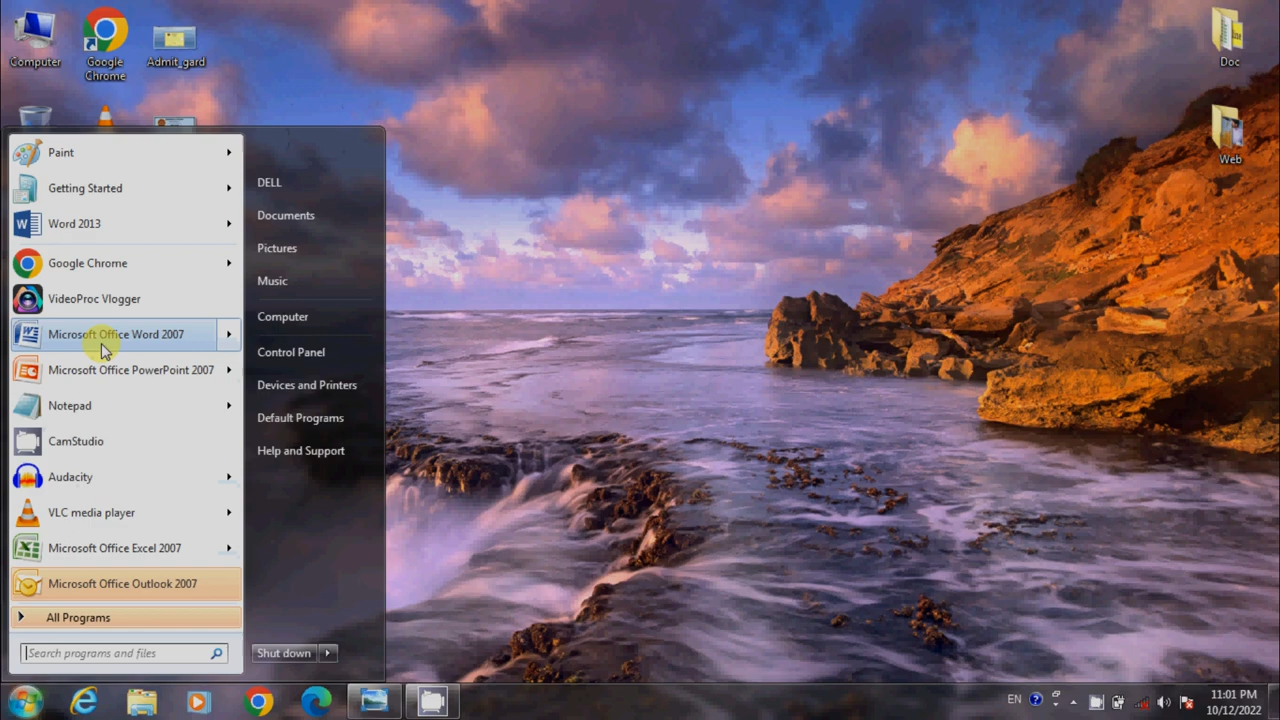 Computer
Google
Chrome
Admit_gard
Doc
Web
Paint
Getting Started
Word 2013
Google Chrome
VideoProc Vlogger
Microsoft Office Word 2007
Microsoft Office PowerPoint 2007
Notepad
CamStudio
Audacity
VLC media player
Microsoft Office Excel 2007
Microsoft Office Outlook 2007
All Programs
Search programs and files
DELL
Documents
Pictures
Music
Computer
Control Panel
Devices and Printers
Default Programs
Help and Support
Shut down
EN
11:01 PM
10/12/2022